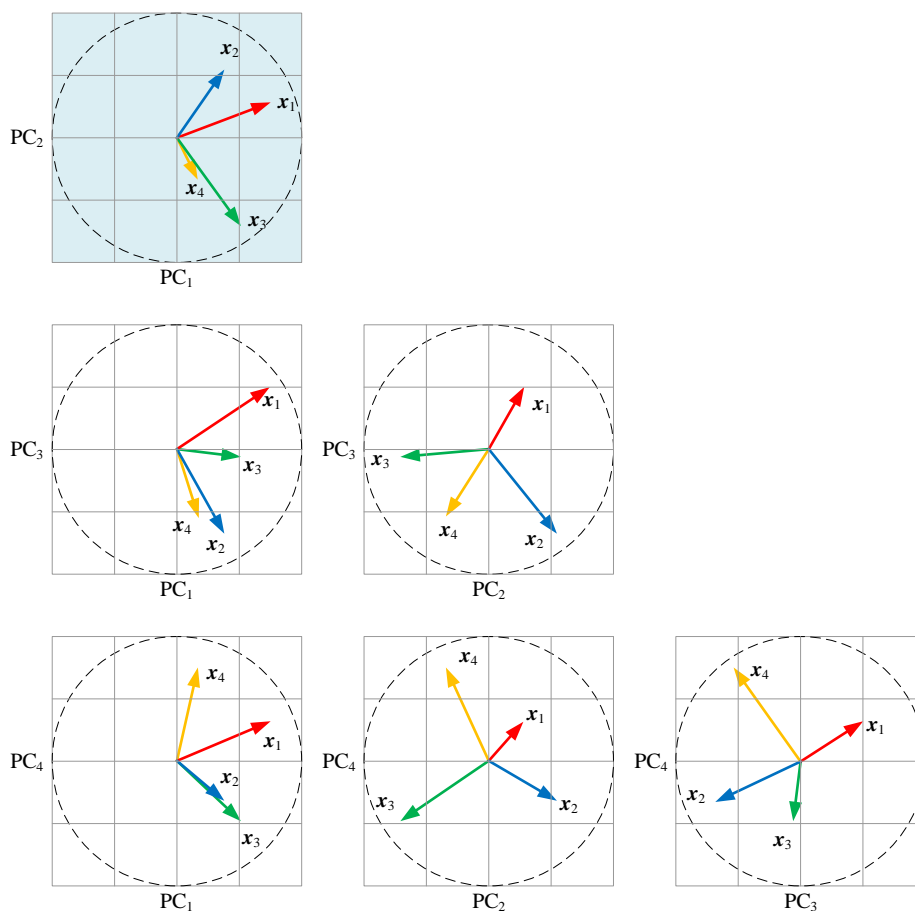 x₂
x₁
PC₂
x₄
x₃
PC₁
x₁ x₁
PC₃ x₃ PC₃ x₃
x₄ x₂ x₄ x₂
PC₁ PC₂
x₄ x₄ x₄
x₁ x₁ x₁
PC₄ x₂ PC₄ PC₄
x₃ x₃ x₂ x₂ x₃
PC₁ PC₂ PC₃